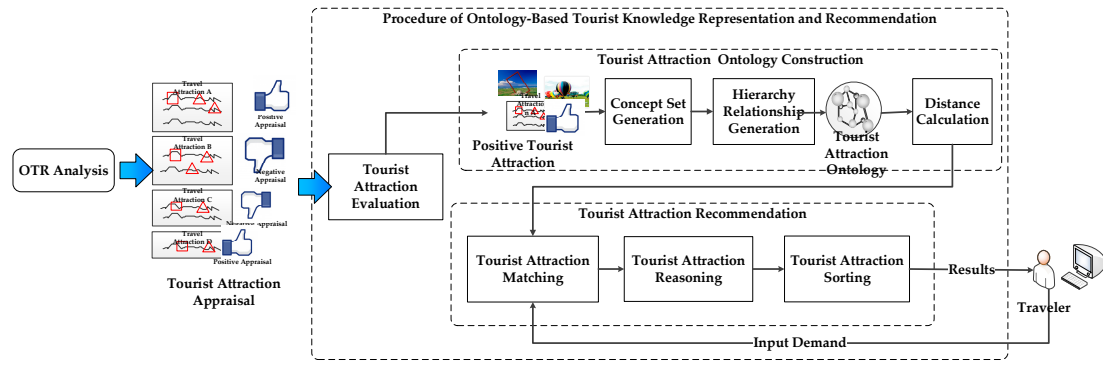 Procedure of Ontology-Based Tourist Knowledge Representation and Recommendation
OTR Analysis
Travel
Attraction A
Positive
Appraisal
Travel
Attraction B
Negative
Appraisal
Travel
Attraction C
Negative Appraisal
Travel
Attraction D
Positive Appraisal
Tourist Attraction
Appraisal
Tourist
Attraction
Evaluation
Tourist Attraction Ontology Construction
Travel
Positive Tourist
Attraction
Concept Set
Generation
Hierarchy
Relationship
Generation
Tourist
Attraction
Ontology
Distance
Calculation
Tourist Attraction Recommendation
Tourist Attraction
Matching
Tourist Attraction
Reasoning
Tourist Attraction
Sorting
Results
Traveler
Input Demand